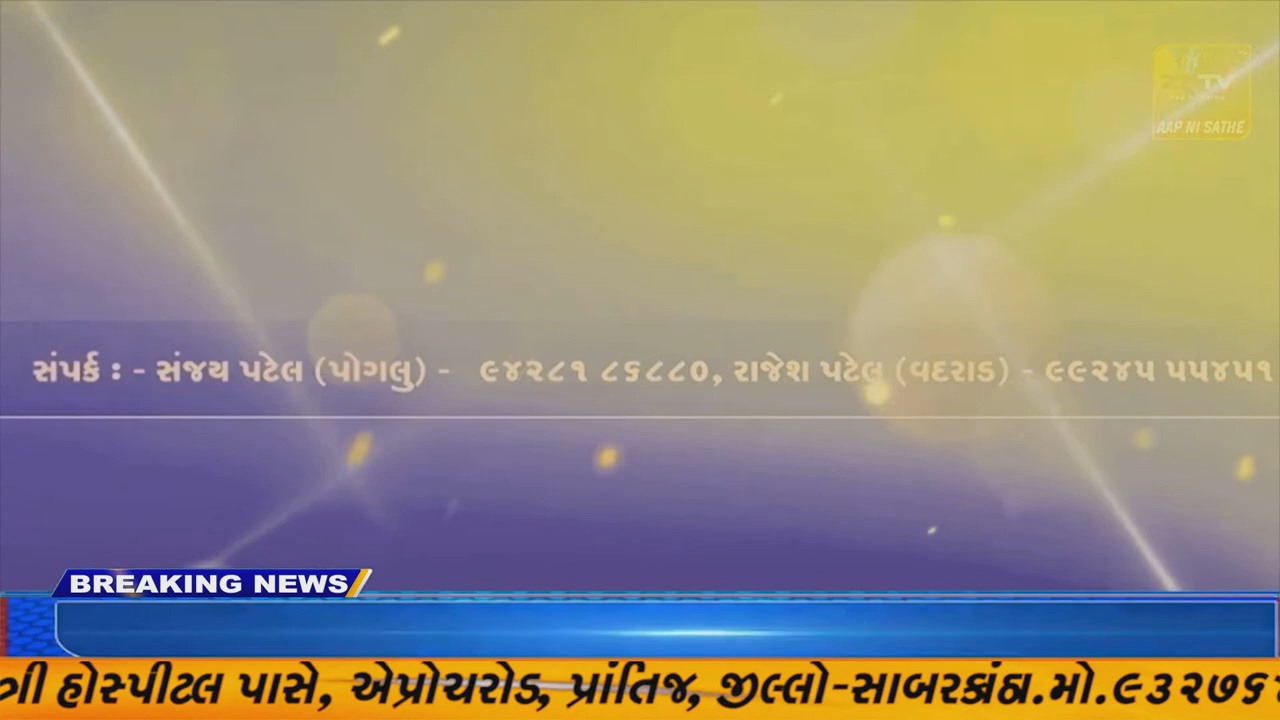 TV
AAP NI SATHE
સંપર્ક : - સંજય પટેલ (પોગલુ) - ૯૪૨૮૧ ૮૬૮૮૦, રાજેશ પટેલ (વદરાડ) - ૯૯૨૪૫ ૫૫૪૫૧
BREAKING NEWS
હોસ્પીટલ પાસે, એપ્રોચરોડ, પ્રાંતિજ, જીલ્લો-સાબરકાંઠા.મો.૯૩૨૭૬